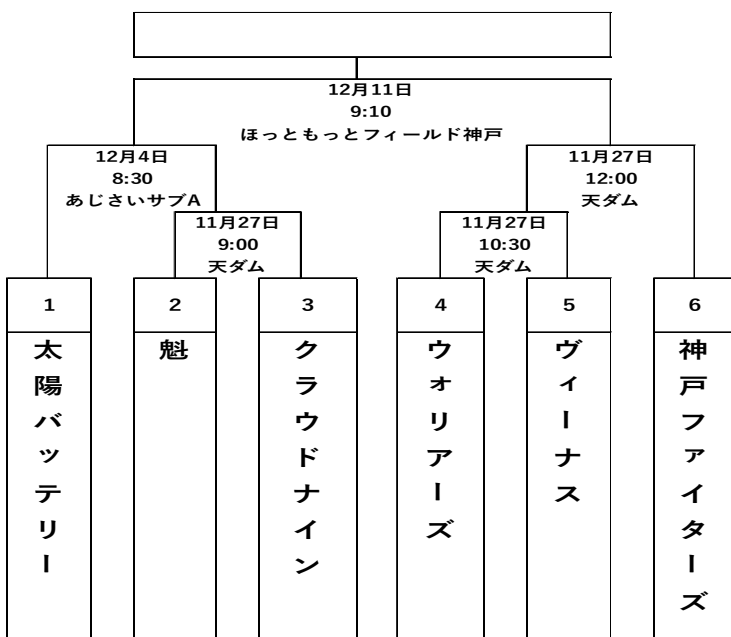 12月11日
9:10
ほっともっとフィールド神戸
12月4日
8:30
あじさいサブA
11月27日
12:00
天ダム
11月27日
9:00
天ダム
11月27日
10:30
天ダム
1
2
3
4
5
6
太陽バッテリー
魁
クラウドナイン
ウォリアーズ
ヴィーナス
神戸ファイターズ